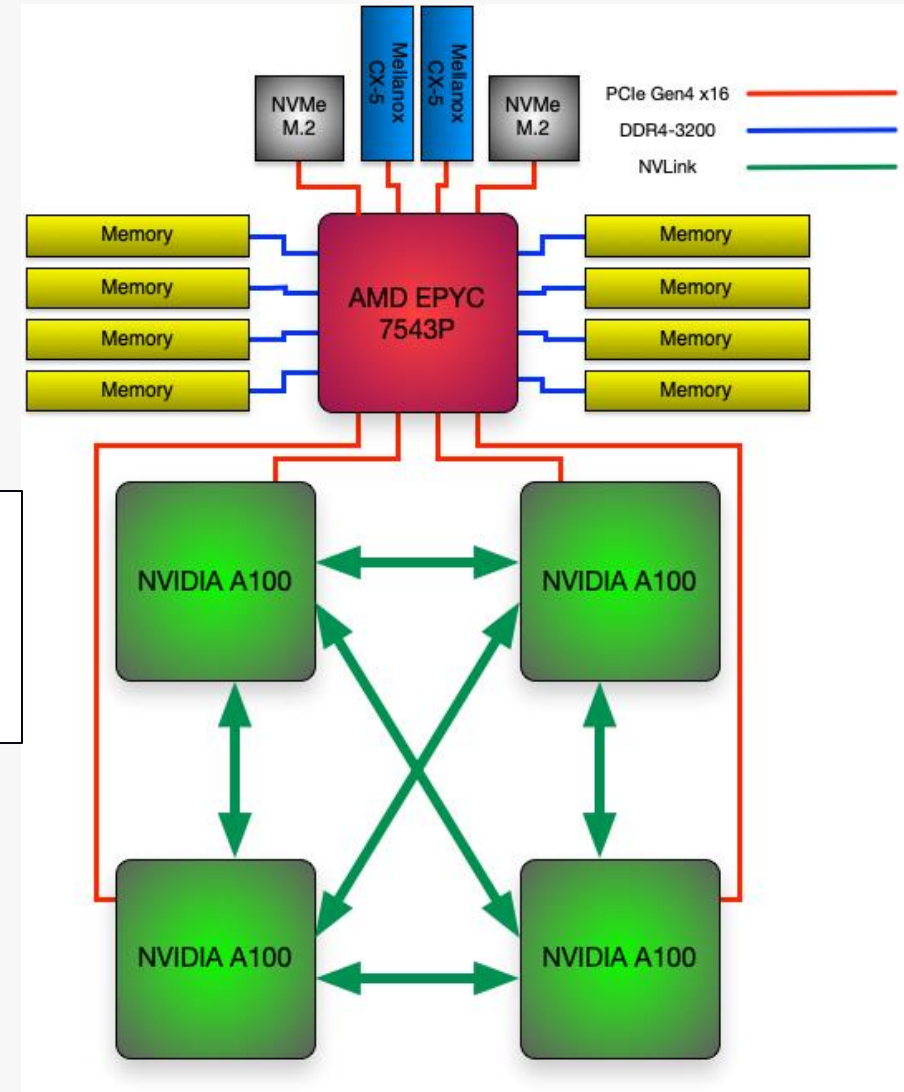 Mellanox
CX-5
Mellanox
CX-5
NVMe
M.2
NVMe
M.2
PCIe Gen4 x16
DDR4-3200
NVLink
Memory
Memory
Memory
Memory
AMD EPYC
7543P
Memory
Memory
Memory
Memory
NVIDIA A100
NVIDIA A100
NVIDIA A100
NVIDIA A100